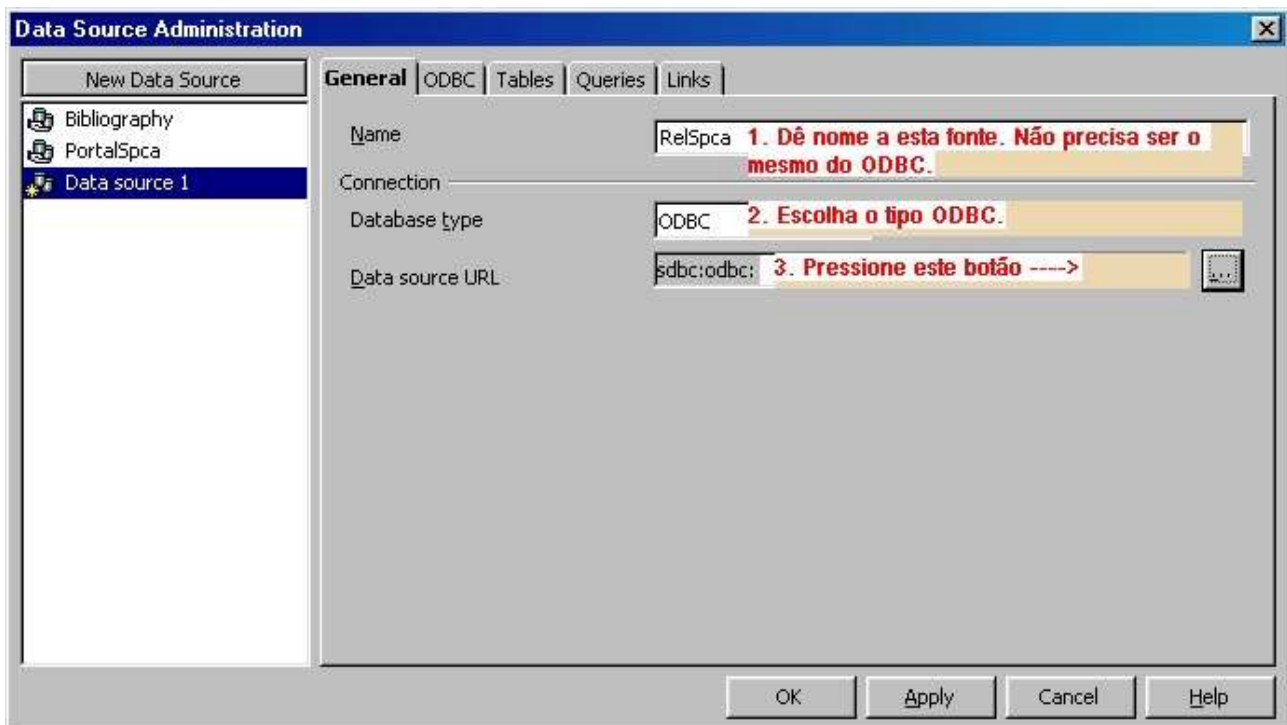 Data Source Administration
New Data Source
Bibliography
PortalSpca
Data source 1
General ODBC Tables Queries Links
Name
RelSpca 1. Dê nome a esta fonte. Não precisa ser o
mesmo do ODBC.
Connection
Database type
ODBC 2. Escolha o tipo ODBC.
Data source URL
sdbc:odbc: 3. Pressione este botão ---->
...
OK Apply Cancel Help